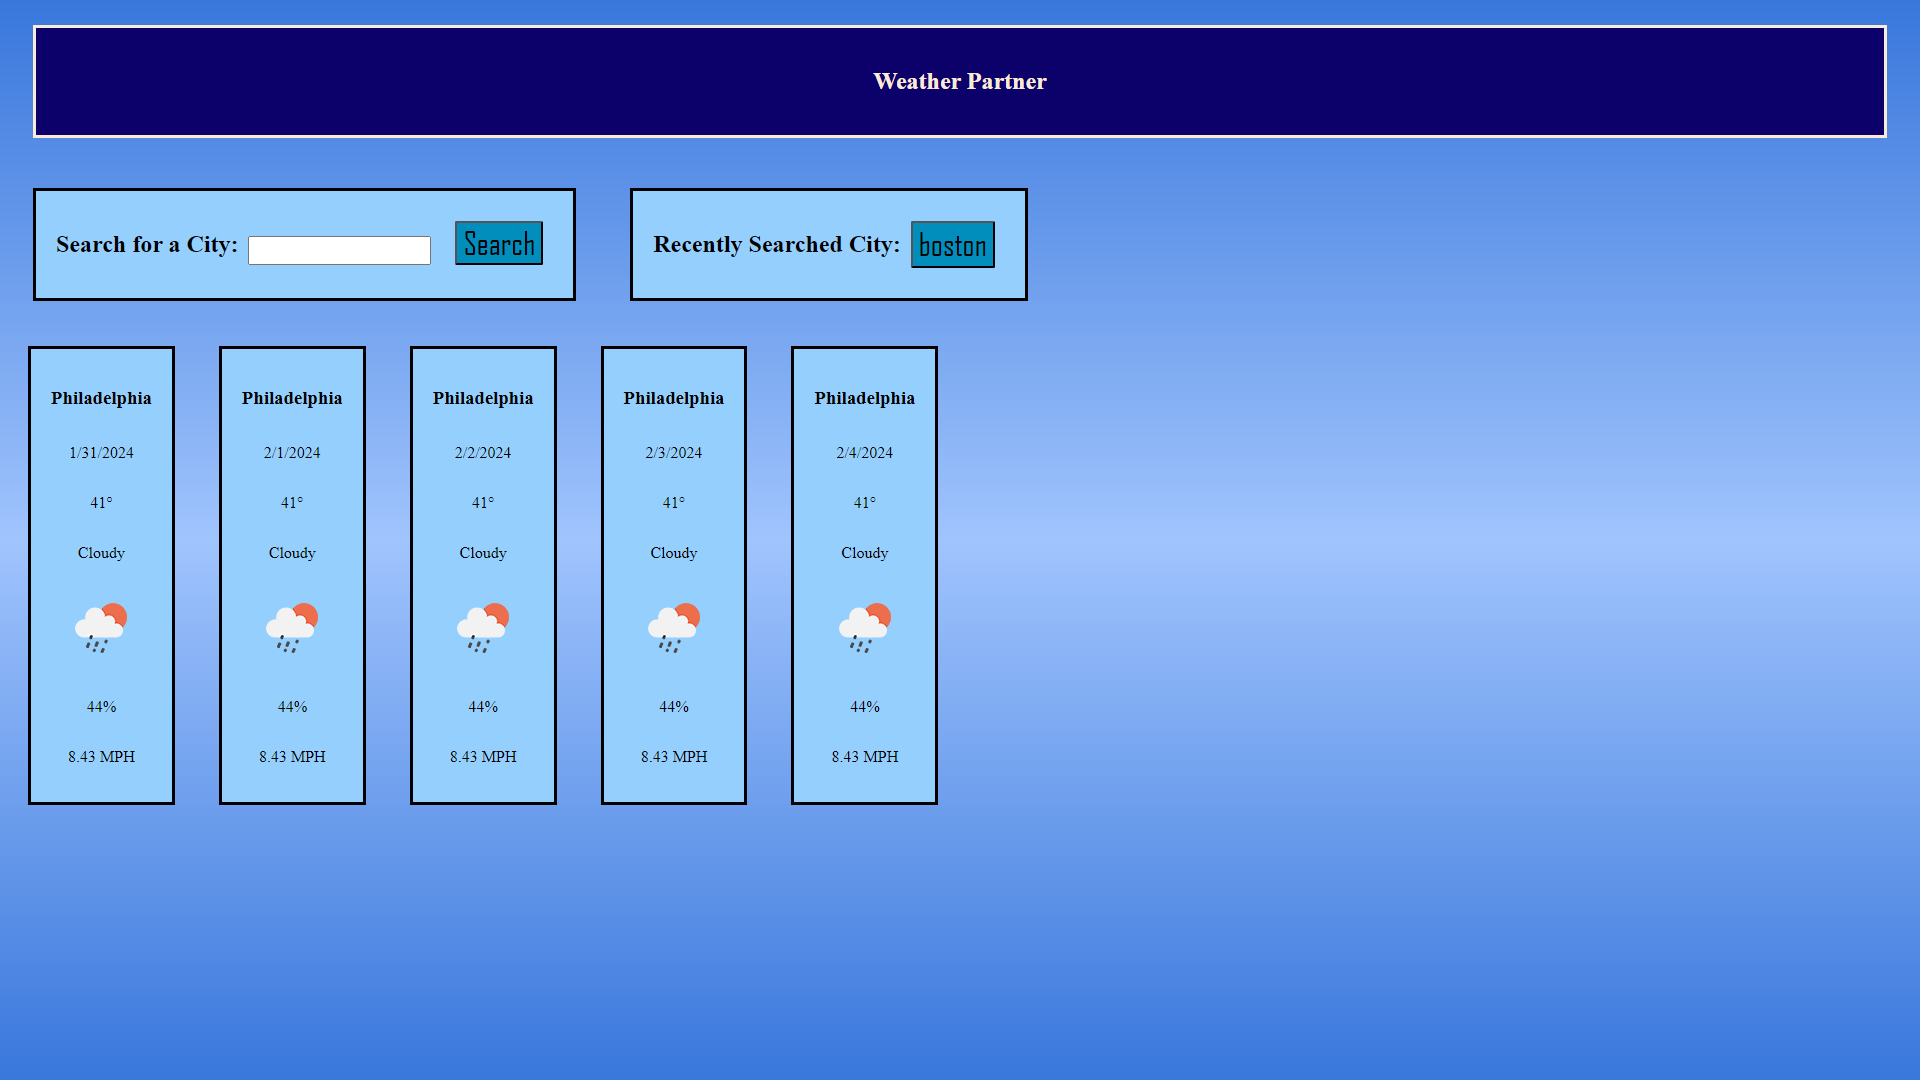 Weather Partner
Search for a City: Search
Recently Searched City: boston
Philadelphia
1/31/2024
41°
Cloudy
44%
8.43 MPH
Philadelphia
2/1/2024
41°
Cloudy
44%
8.43 MPH
Philadelphia
2/2/2024
41°
Cloudy
44%
8.43 MPH
Philadelphia
2/3/2024
41°
Cloudy
44%
8.43 MPH
Philadelphia
2/4/2024
41°
Cloudy
44%
8.43 MPH